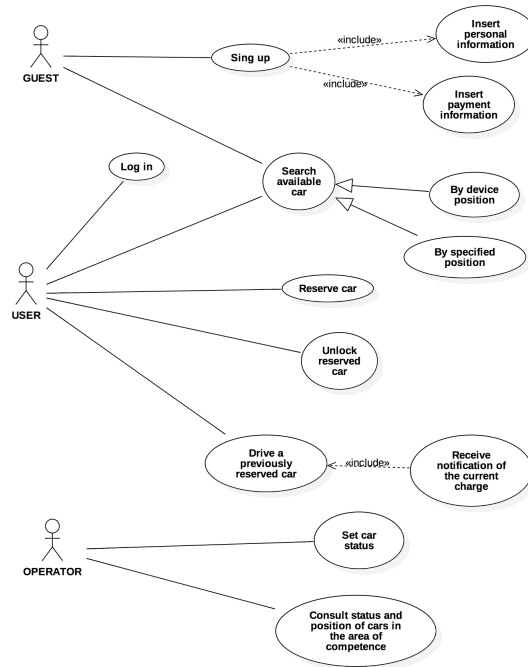 Insert
personal
information
«include»
Sing up
GUEST
«include»
Insert
payment
information
Log in
Search
available
car
By device
position
By specified
position
Reserve car
USER
Unlock
reserved
car
Drive a
previously
reserved car
«include»
Receive
notification of
the current
charge
Set car
status
OPERATOR
Consult status and
position of cars in
the area of
competence